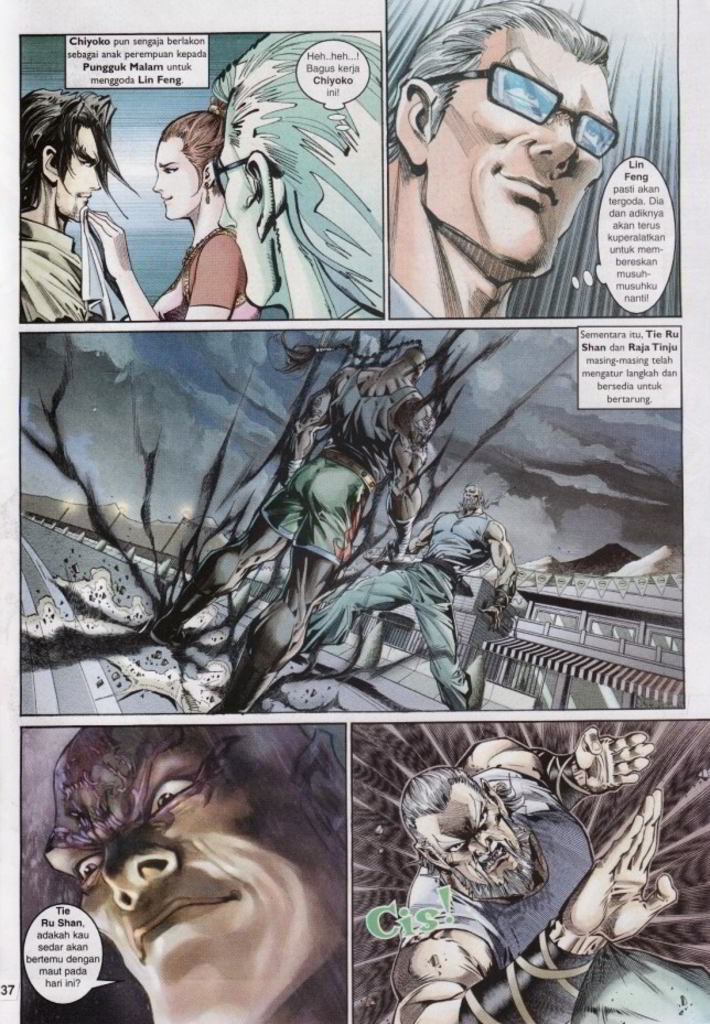 Chiyoko pun sengaja berlakon
sebagai anak perempuan kepada
Pungguk Malam untuk
menggoda Lin Feng.
Heh..heh...!
Bagus kerja
Chiyoko
ini!
Lin
Feng
pasti akan
tergoda. Dia
dan adiknya
akan terus
kuperalatkan
untuk mem-
bereskan
musuh-
musuhku
nanti!
Sementara itu, Tie Ru
Shan dan Raja Tinju
masing-masing telah
mengatur langkah dan
bersedia untuk
bertarung.
Tie
Ru Shan,
adakah kau
sedar akan
bertemu dengan
maut pada
hari ini?
Cis!
37